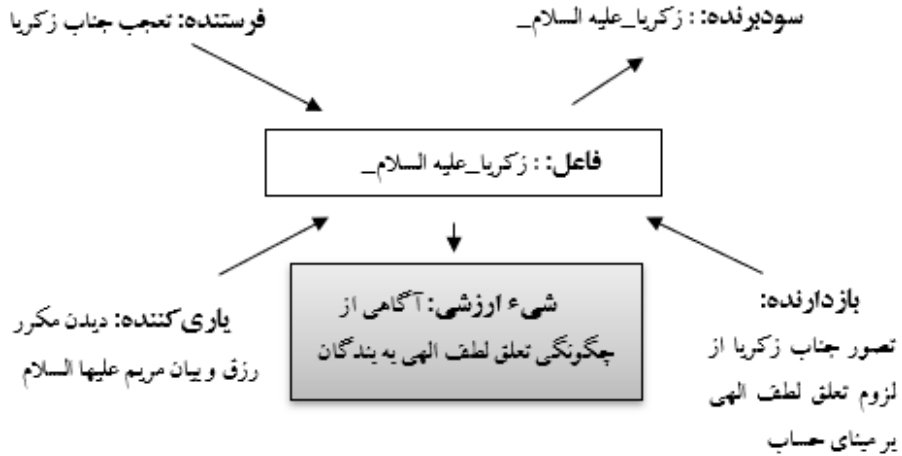 سودبرنده: : زکریا_علیه السلام_
فرستنده: تعجب جناب زکریا
فاعل: : زکریا_علیه السلام_
بازدارنده:
تصور جناب زکریا از
لزوم تعلق لطف الهی
بر مبنای حساب
شیء ارزشی: آگاهی از
چگونگی تعلق لطف الهی به بندگان
یاری کننده: دیدن مکرر
رزق و بیان مریم علیها السلام